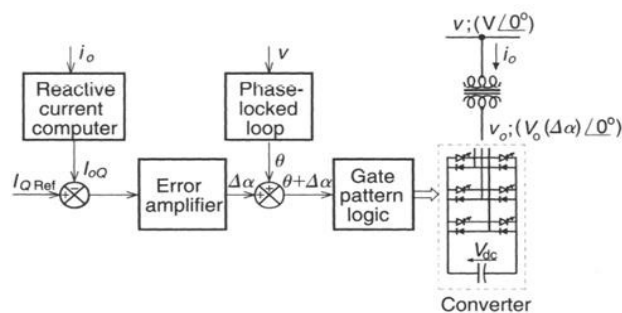 v;(V∠0°)
i_o
v
i_o
Reactive
current
computer
Phase-
locked
loop
v_o;(V_o(Δα)∠0°)
I_oQ
θ
I_Q Ref
+
−
Error
amplifier
Δα
+
+
θ+Δα
Gate
pattern
logic
V_dc
Converter